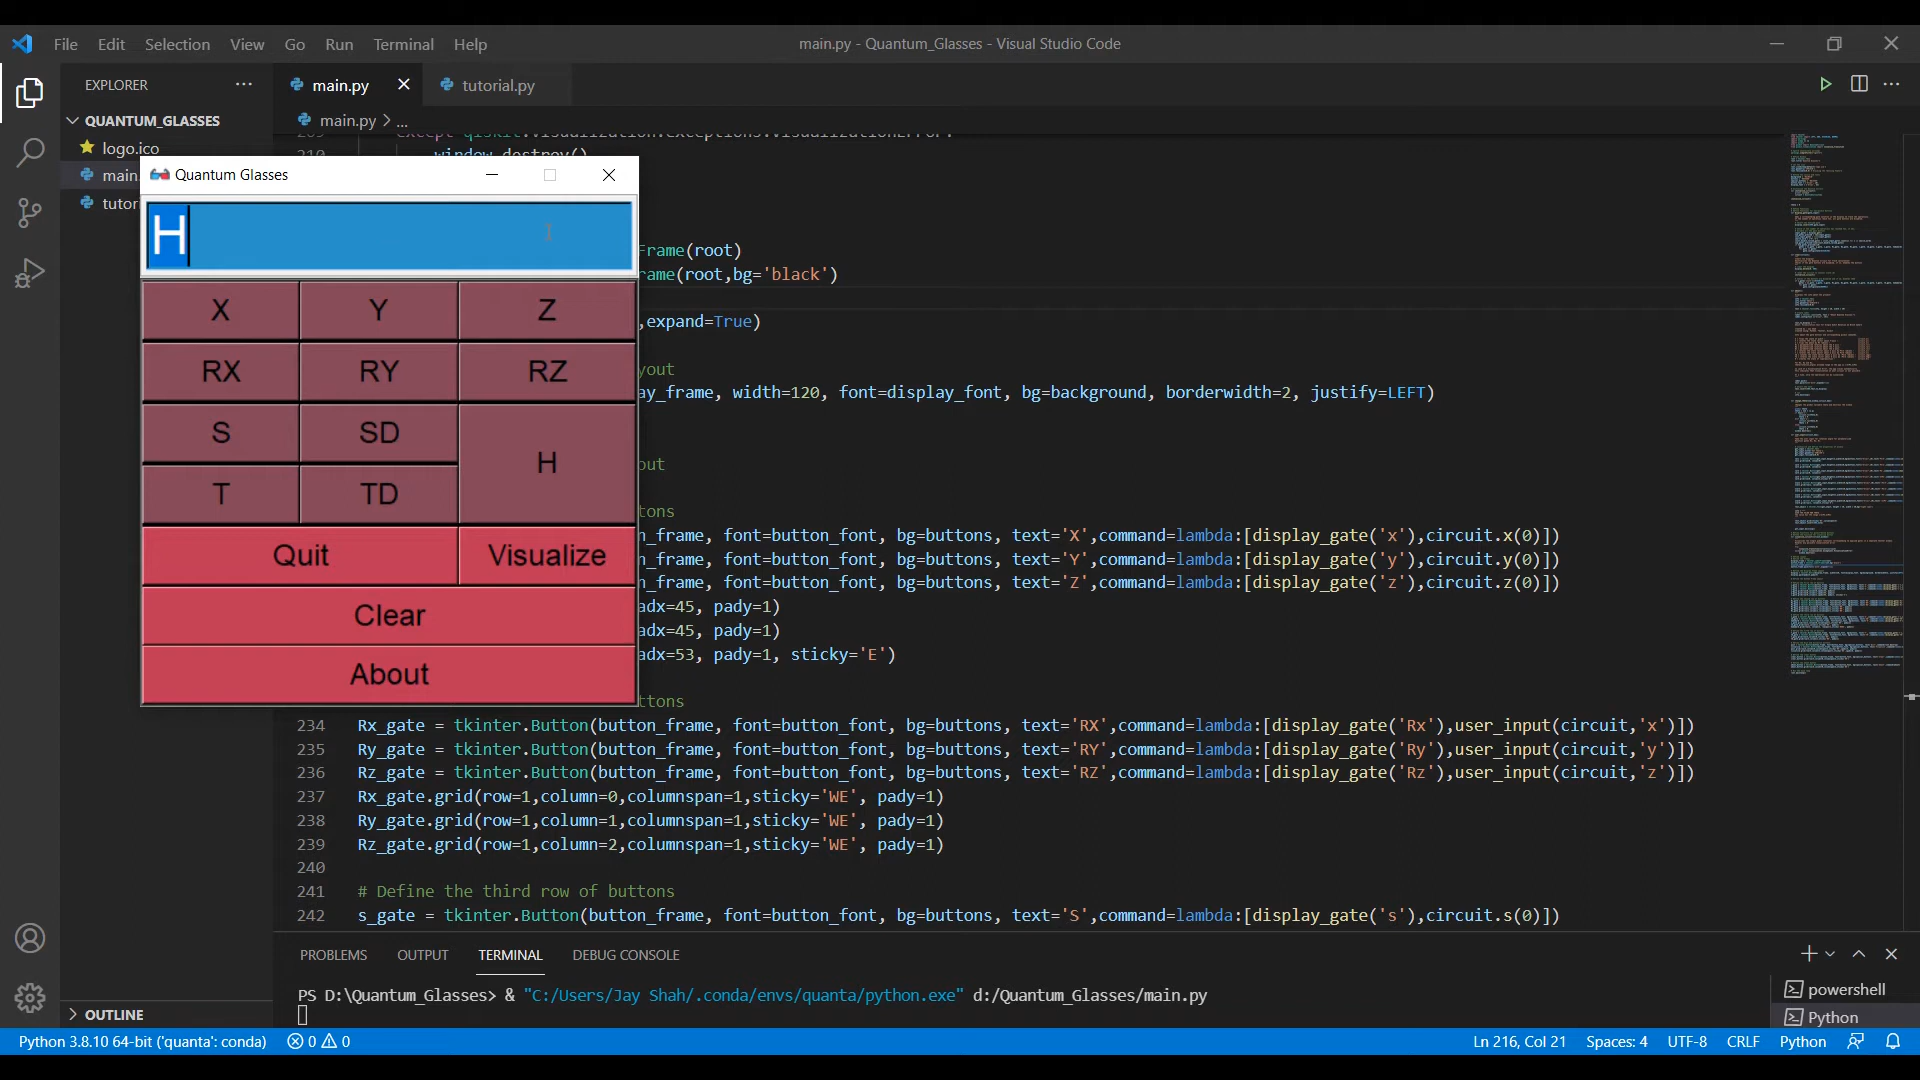 File Edit Selection View Go Run Terminal Help
main.py - Quantum_Glasses - Visual Studio Code
EXPLORER
main.py
tutorial.py
QUANTUM_GLASSES
main.py > ...
logo.ico
210
window.destroy()
main.
tutor
Quantum Glasses
H
X Y Z
RX RY RZ
S SD
H
T TD
Quit Visualize
Clear
About
Frame(root)
rame(root,bg='black')
,expand=True)
yout
ay_frame, width=120, font=display_font, bg=background, borderwidth=2, justify=LEFT)
out
tons
n_frame, font=button_font, bg=buttons, text='X',command=lambda:[display_gate('x'),circuit.x(0)])
n_frame, font=button_font, bg=buttons, text='Y',command=lambda:[display_gate('y'),circuit.y(0)])
n_frame, font=button_font, bg=buttons, text='Z',command=lambda:[display_gate('z'),circuit.z(0)])
adx=45, pady=1)
adx=45, pady=1)
adx=53, pady=1, sticky='E')
ttons
234 Rx_gate = tkinter.Button(button_frame, font=button_font, bg=buttons, text='RX',command=lambda:[display_gate('Rx'),user_input(circuit,'x')])
235 Ry_gate = tkinter.Button(button_frame, font=button_font, bg=buttons, text='RY',command=lambda:[display_gate('Ry'),user_input(circuit,'y')])
236 Rz_gate = tkinter.Button(button_frame, font=button_font, bg=buttons, text='RZ',command=lambda:[display_gate('Rz'),user_input(circuit,'z')])
237 Rx_gate.grid(row=1,column=0,columnspan=1,sticky='WE', pady=1)
238 Ry_gate.grid(row=1,column=1,columnspan=1,sticky='WE', pady=1)
239 Rz_gate.grid(row=1,column=2,columnspan=1,sticky='WE', pady=1)
240
241 # Define the third row of buttons
242 s_gate = tkinter.Button(button_frame, font=button_font, bg=buttons, text='S',command=lambda:[display_gate('s'),circuit.s(0)])
PROBLEMS OUTPUT TERMINAL DEBUG CONSOLE
PS D:\Quantum_Glasses> & "C:/Users/Jay Shah/.conda/envs/quanta/python.exe" d:/Quantum_Glasses/main.py
powershell
Python
OUTLINE
Python 3.8.10 64-bit ('quanta': conda) 0 0 Ln 216, Col 21 Spaces: 4 UTF-8 CRLF Python